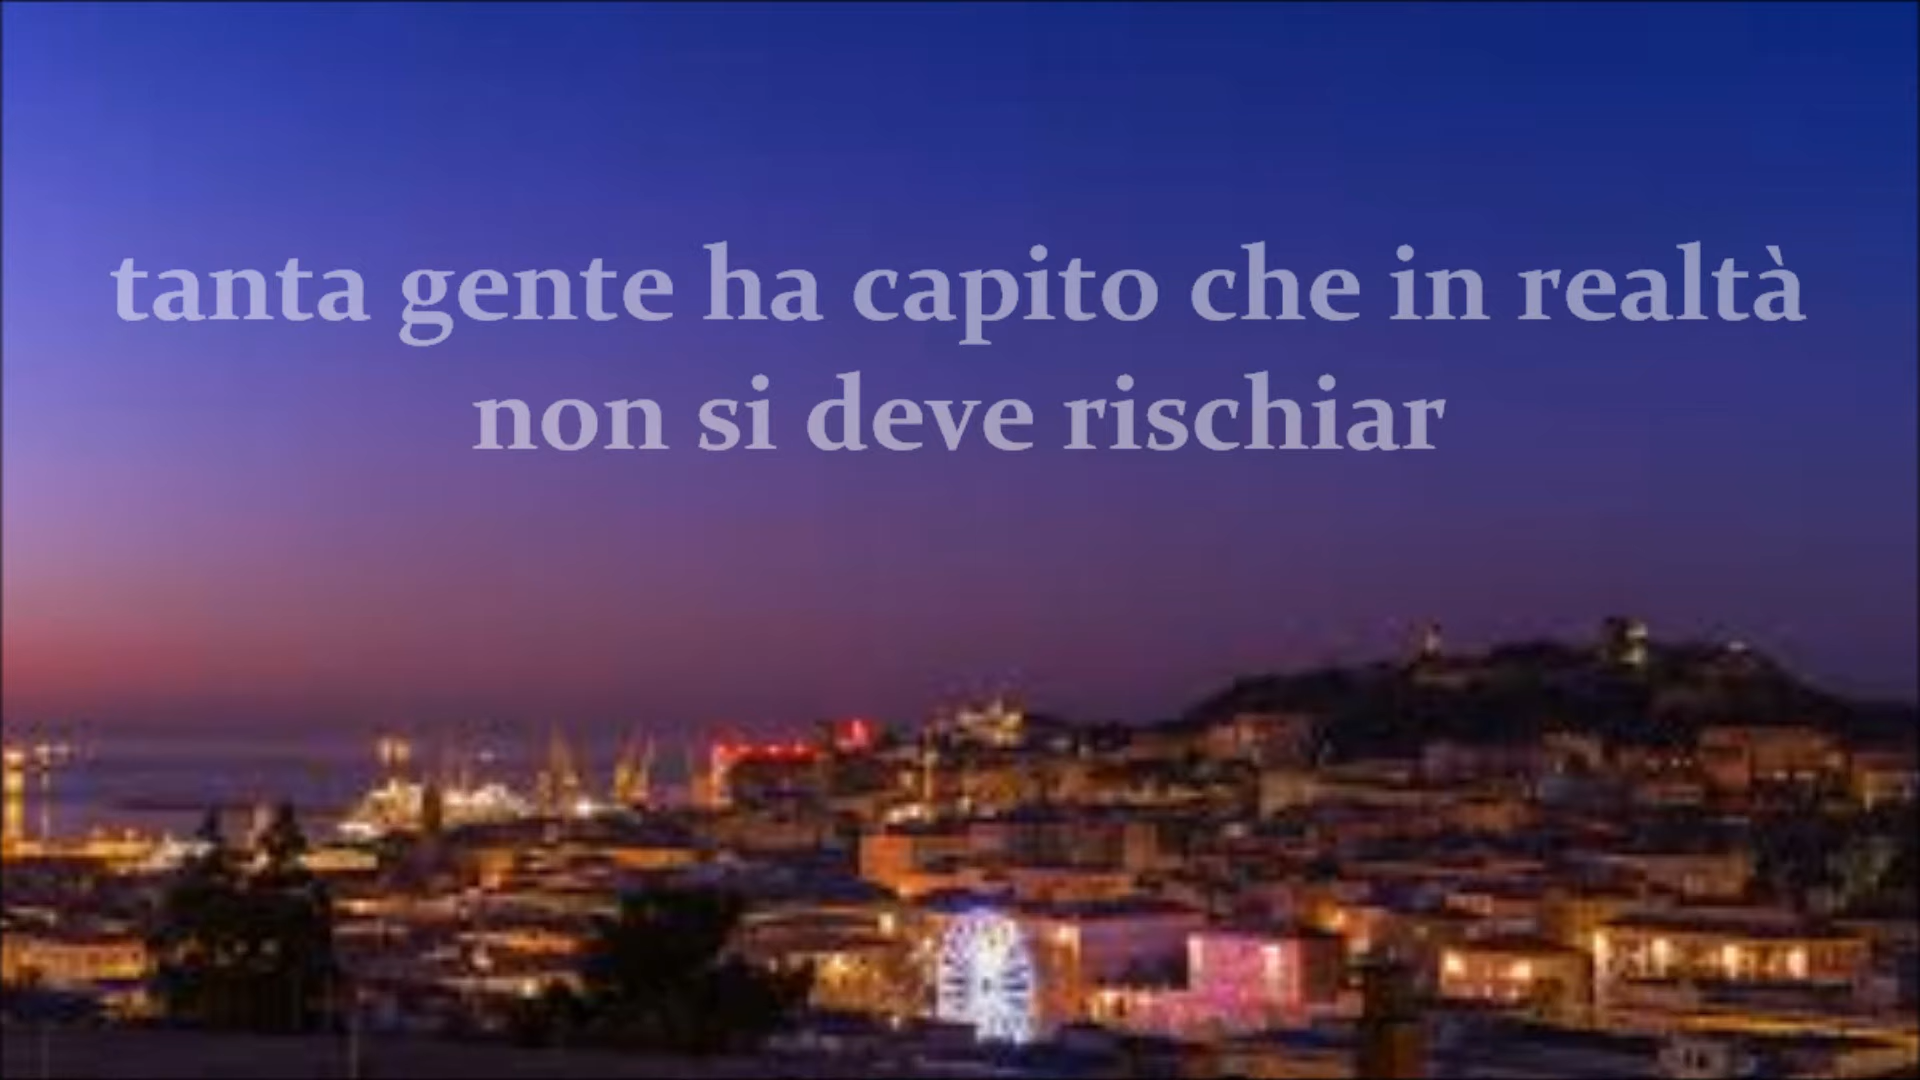 tanta gente ha capito che in realtà
non si deve rischiar